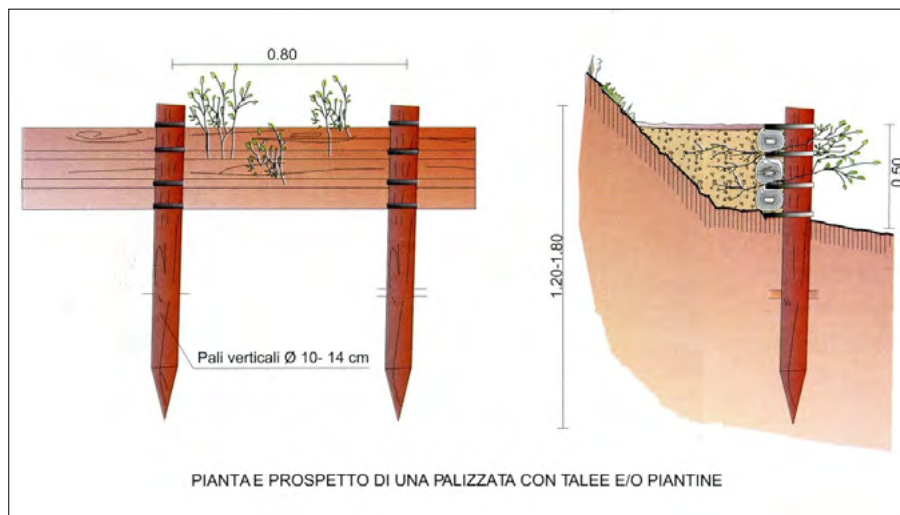 0.80
0.50
1.20-1.80
Pali verticali Ø 10- 14 cm
PIANTA E PROSPETTO DI UNA PALIZZATA CON TALEE E/O PIANTINE